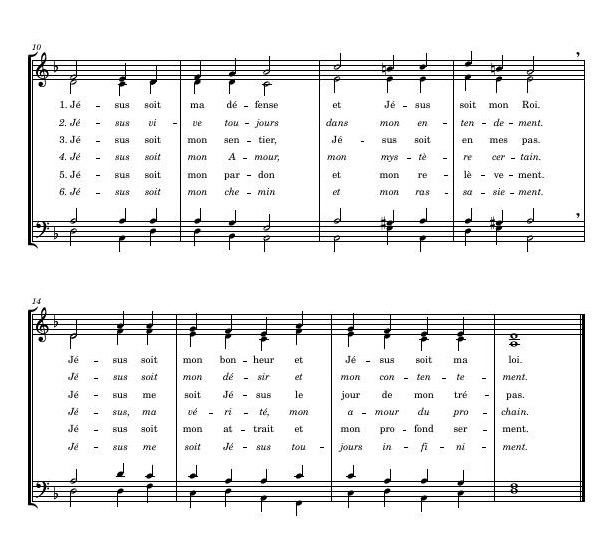 10
1. Jé – sus soit ma dé – fense et Jé – sus soit mon Roi.
2. Jé – sus vi – ve tou – jours dans mon en – ten – de – ment.
3. Jé – sus soit mon sen – tier, Jé – sus soit en mes pas.
4. Jé – sus soit mon A – mour, mon mys – tè – re cer – tain.
5. Jé – sus soit mon par – don et mon re – lè – ve – ment.
6. Jé – sus soit mon che – min et mon ras – sa – sie – ment.
14
Jé – sus soit mon bon – heur et Jé – sus soit ma loi.
Jé – sus soit mon dé – sir et mon con – ten – te – ment.
Jé – sus me soit Jé – sus le jour de mon tré – pas.
Jé – sus, ma vé – ri – té, mon a – mour du pro – chain.
Jé – sus soit mon at – trait et mon pro – fond ser – ment.
Jé – sus me soit Jé – sus tou – jours in – fi – ni – ment.